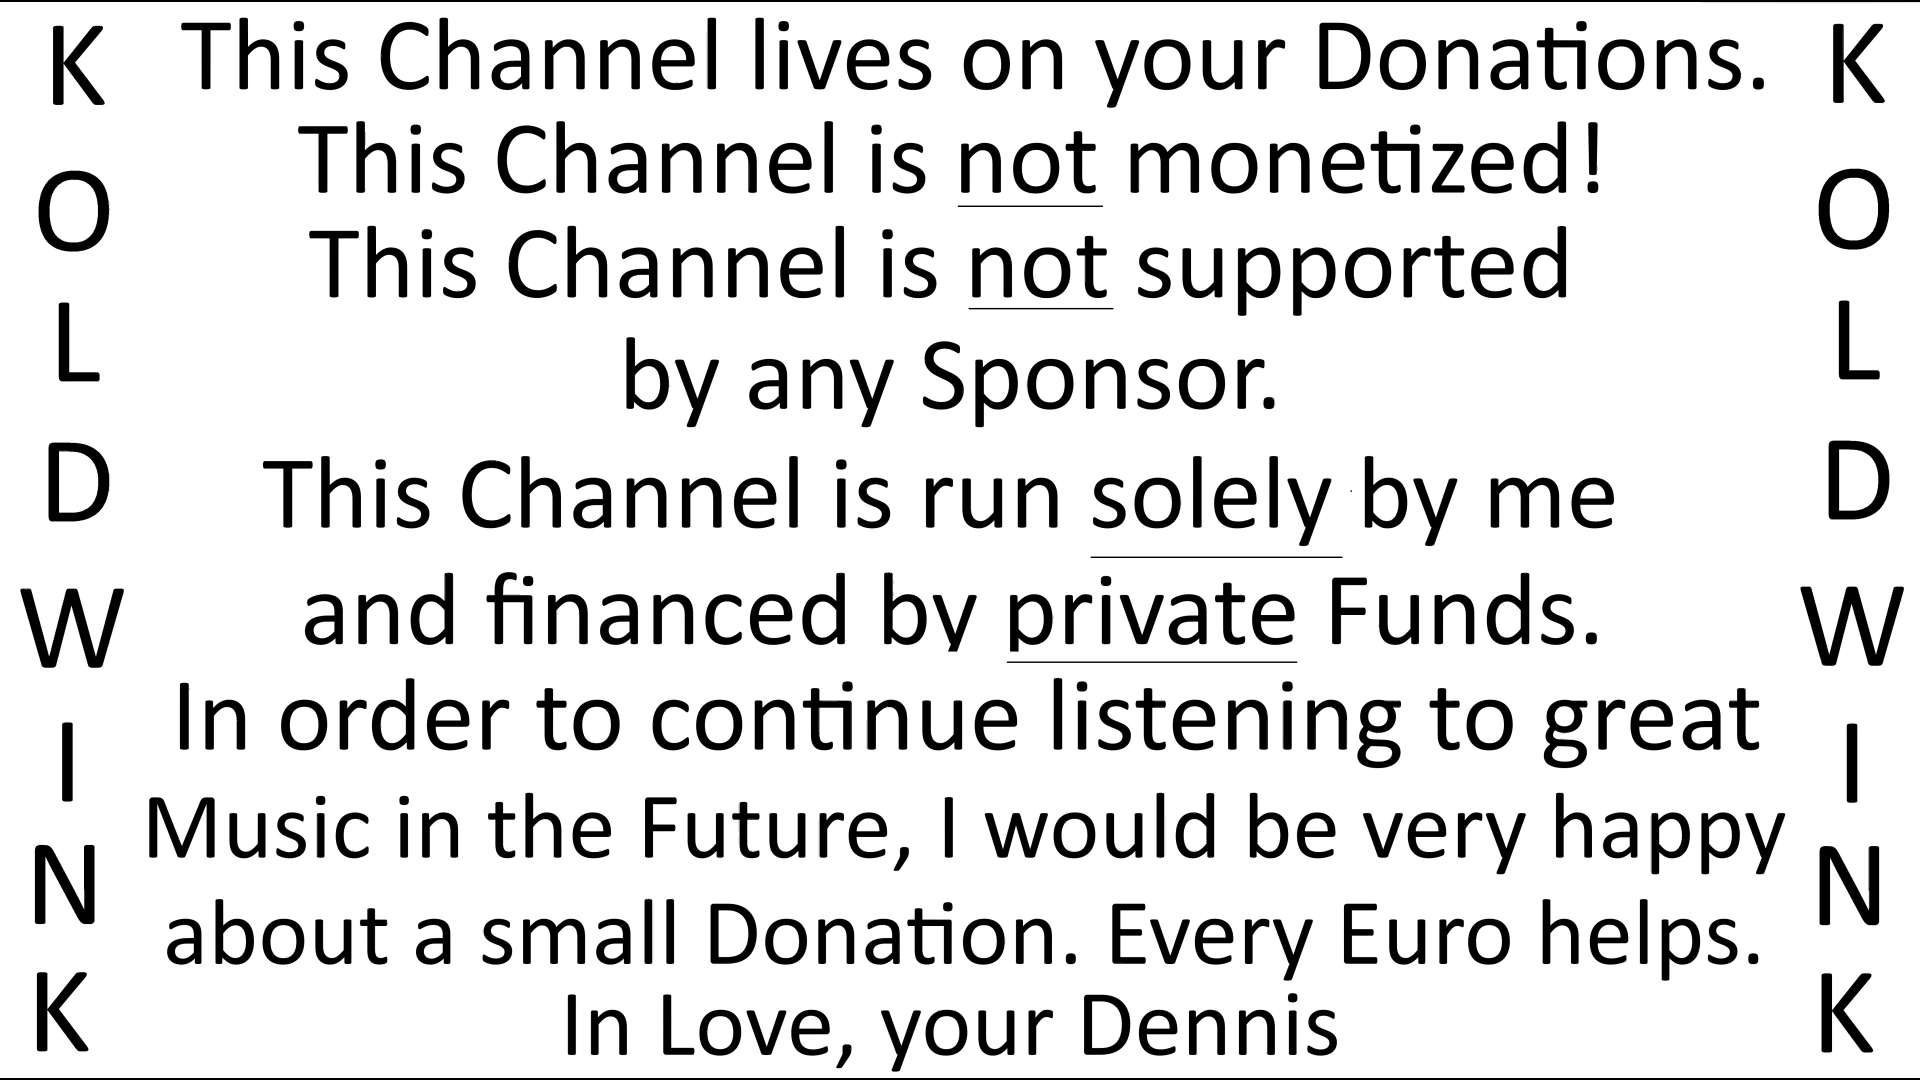 This Channel lives on your Donations.
This Channel is not monetized!
This Channel is not supported
by any Sponsor.
This Channel is run solely by me
and financed by private Funds.
In order to continue listening to great
Music in the Future, I would be very happy
about a small Donation. Every Euro helps.
In Love, your Dennis
K
O
L
D
W
I
N
K
K
O
L
D
W
I
N
K